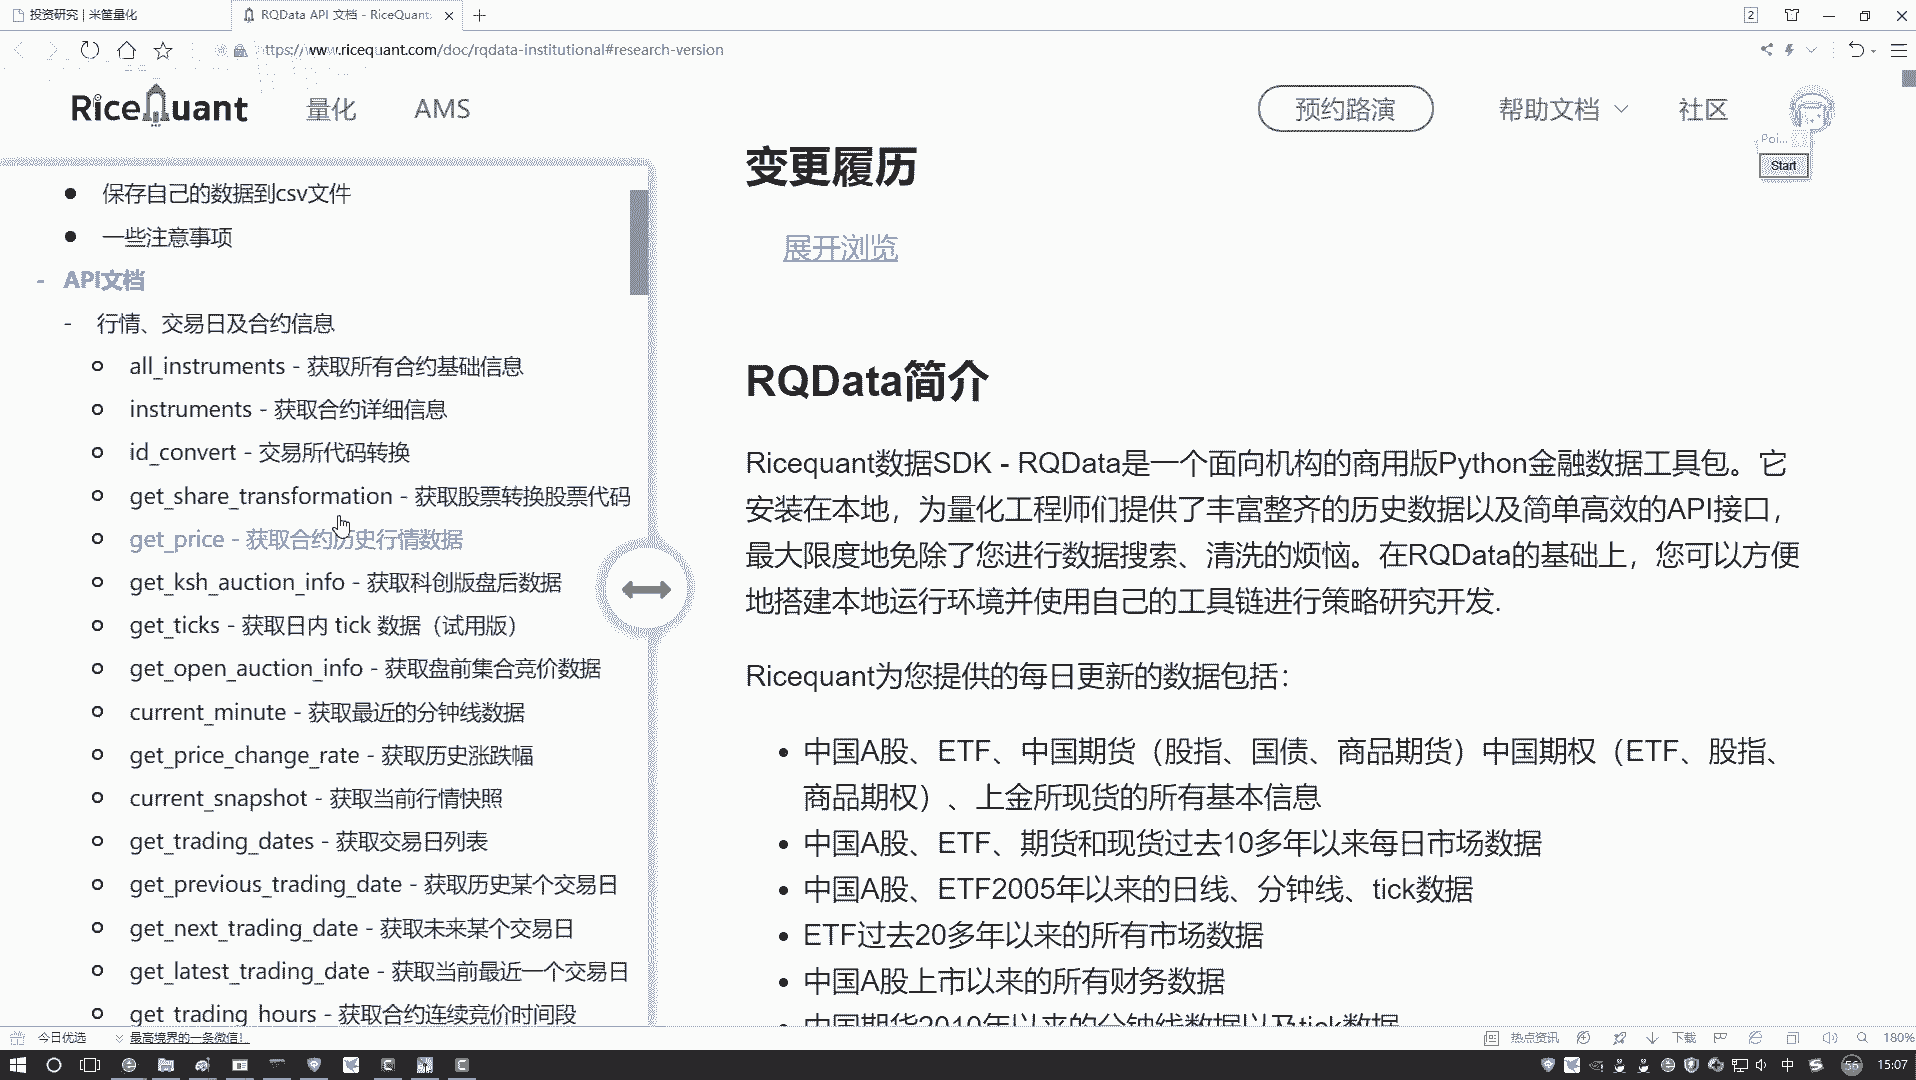 投资研究 | 米筐量化
RQData API 文档 - RiceQuant
2
https://www.ricequant.com/doc/rqdata-institutional#research-version
RiceQuant
量化
AMS
预约路演
帮助文档
社区
Poi...
Start
保存自己的数据到csv文件
一些注意事项
- API文档
- 行情、交易日及合约信息
all_instruments - 获取所有合约基础信息
instruments - 获取合约详细信息
id_convert - 交易所代码转换
get_share_transformation - 获取股票转换股票代码
get_price - 获取合约历史行情数据
get_ksh_auction_info - 获取科创版盘后数据
get_ticks - 获取日内 tick 数据（试用版）
get_open_auction_info - 获取盘前集合竞价数据
current_minute - 获取最近的分钟线数据
get_price_change_rate - 获取历史涨跌幅
current_snapshot - 获取当前行情快照
get_trading_dates - 获取交易日列表
get_previous_trading_date - 获取历史某个交易日
get_next_trading_date - 获取未来某个交易日
get_latest_trading_date - 获取当前最近一个交易日
get_trading_hours - 获取合约连续竞价时间段
变更履历
展开浏览
RQData简介
Ricequant数据SDK - RQData是一个面向机构的商用版Python金融数据工具包。它
安装在本地，为量化工程师们提供了丰富整齐的历史数据以及简单高效的API接口，
最大限度地免除了您进行数据搜索、清洗的烦恼。在RQData的基础上，您可以方便
地搭建本地运行环境并使用自己的工具链进行策略研究开发.
Ricequant为您提供的每日更新的数据包括：
中国A股、ETF、中国期货（股指、国债、商品期货）中国期权（ETF、股指、
商品期权）、上金所现货的所有基本信息
中国A股、ETF、期货和现货过去10多年以来每日市场数据
中国A股、ETF2005年以来的日线、分钟线、tick数据
ETF过去20多年以来的所有市场数据
中国A股上市以来的所有财务数据
中国期货2010年以来的分钟线数据以及tick数据
今日优选
最高境界的一条微信！
热点资讯
下载
180%
中
56
15:07